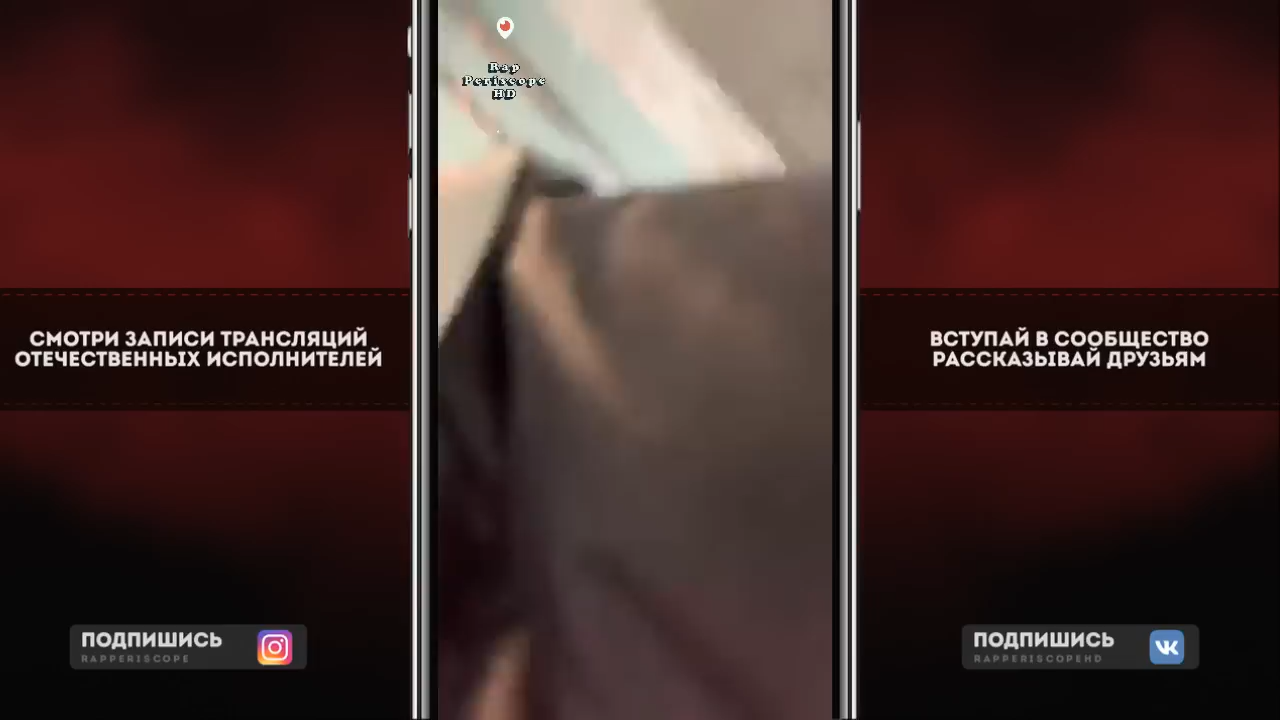 Rap
Periscope
HD
СМОТРИ ЗАПИСИ ТРАНСЛЯЦИЙ
ОТЕЧЕСТВЕННЫХ ИСПОЛНИТЕЛЕЙ
ВСТУПАЙ В СООБЩЕСТВО
РАССКАЗЫВАЙ ДРУЗЬЯМ
ПОДПИШИСЬ
RAPPERISCOPE
ПОДПИШИСЬ
RAPPERISCOPEHD